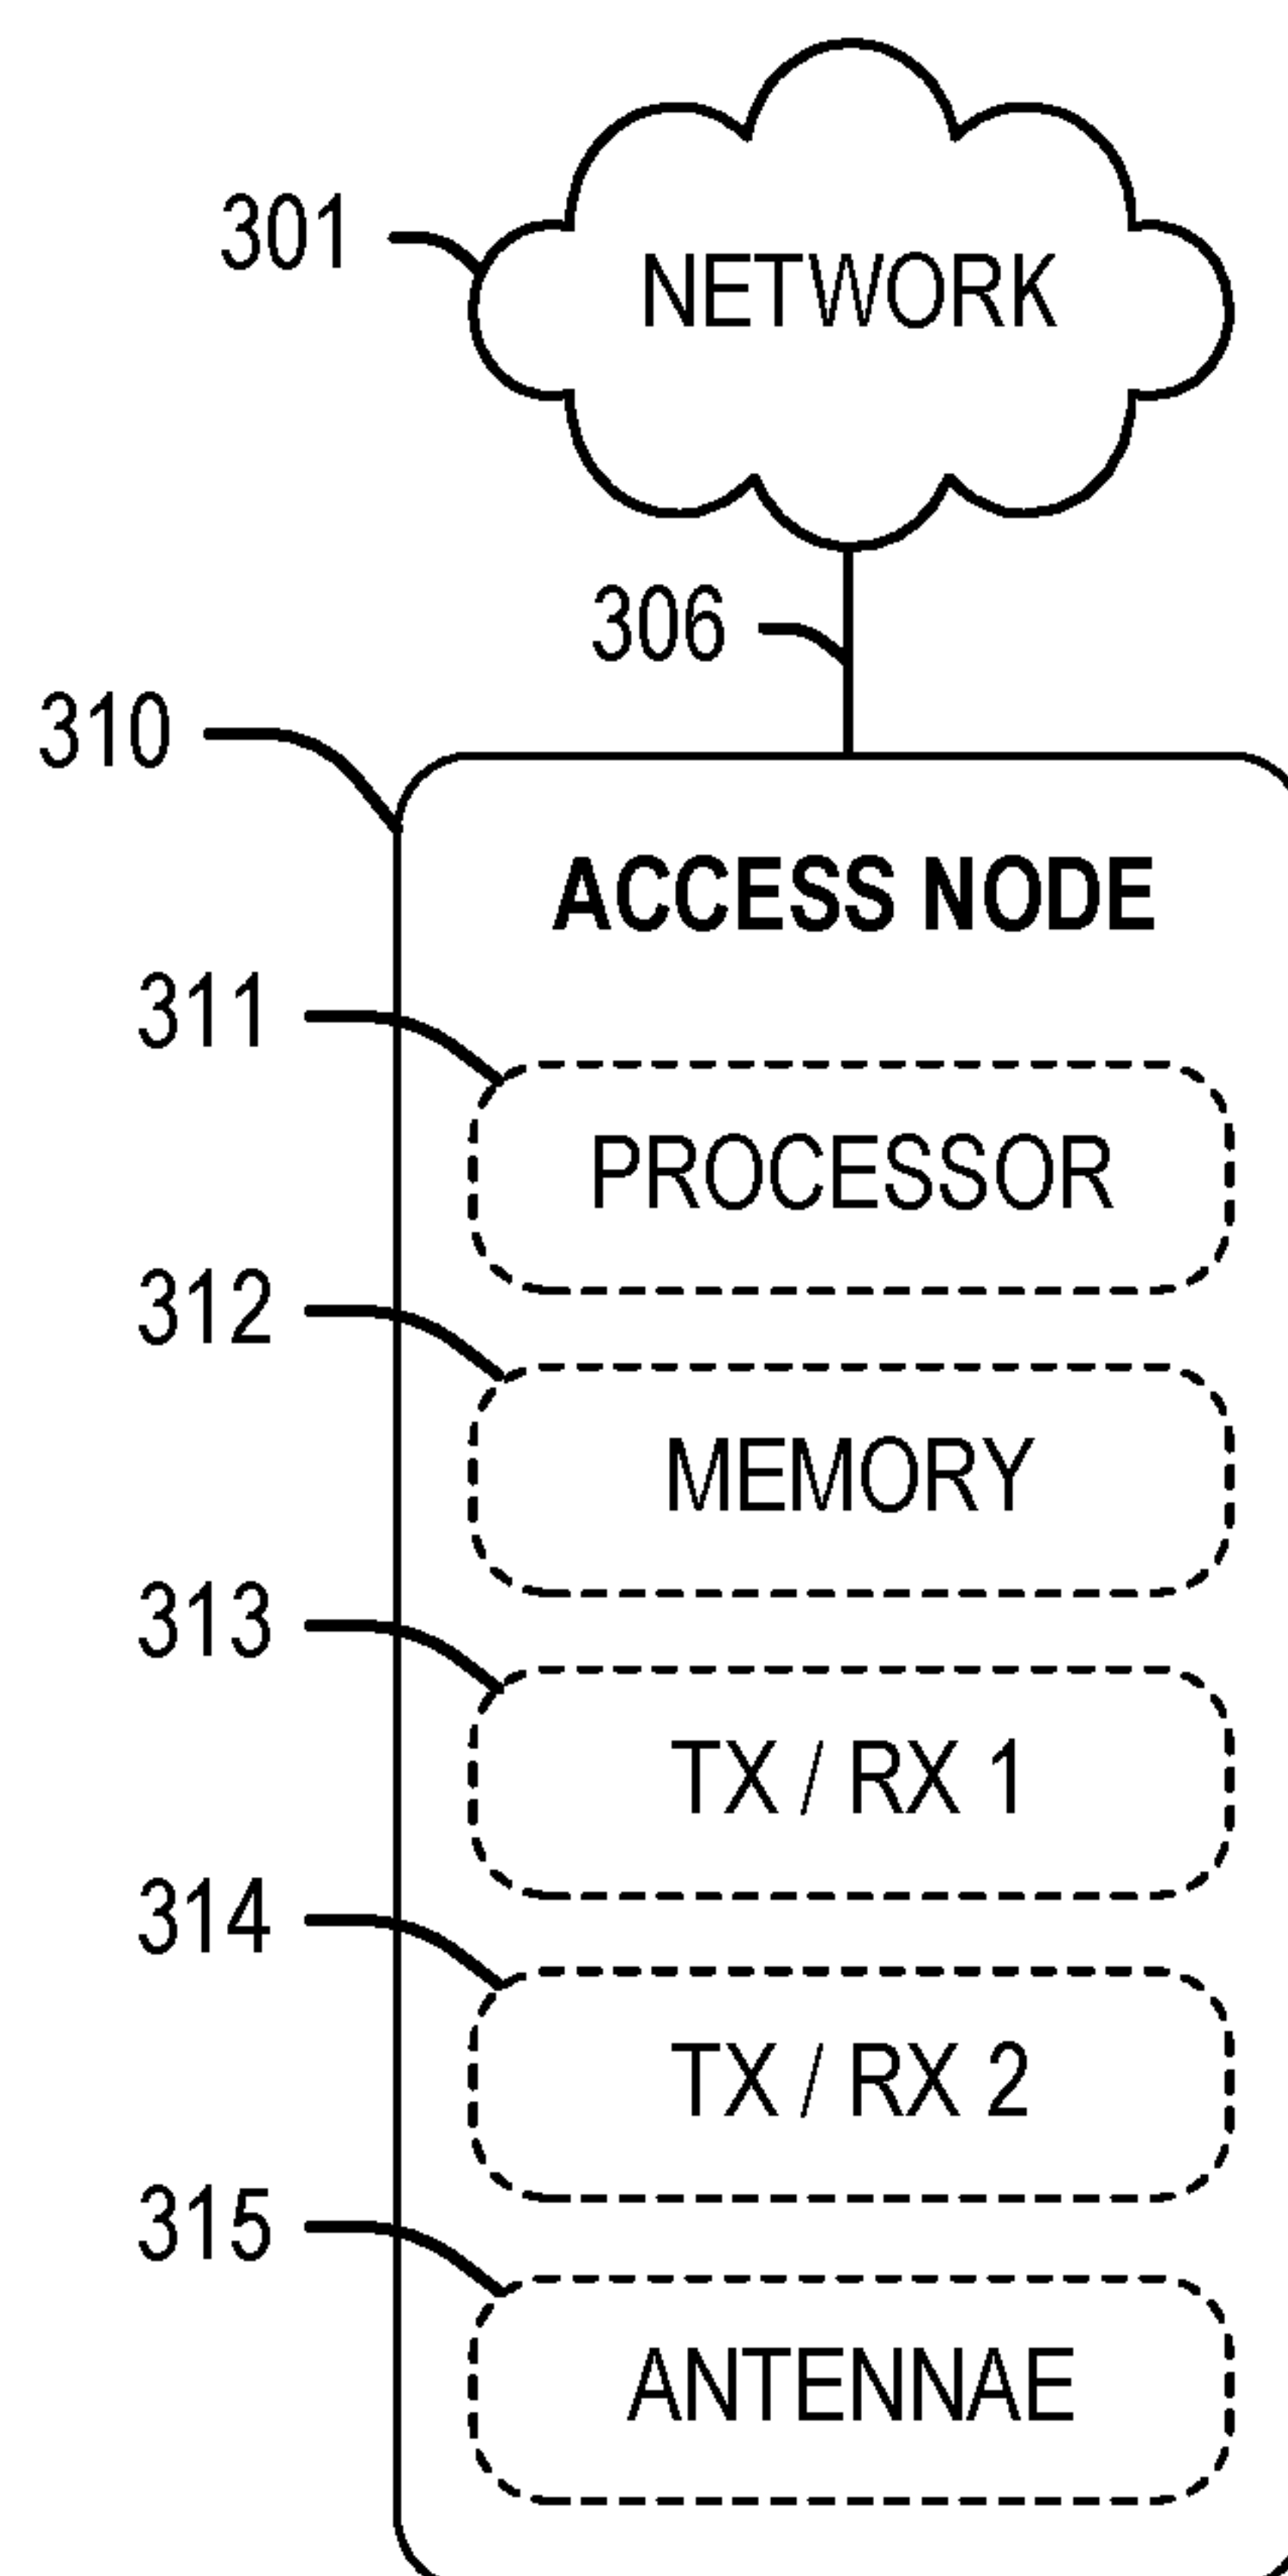 301
NETWORK
306
310
ACCESS NODE
311
PROCESSOR
312
MEMORY
313
TX / RX 1
314
TX / RX 2
315
ANTENNAE